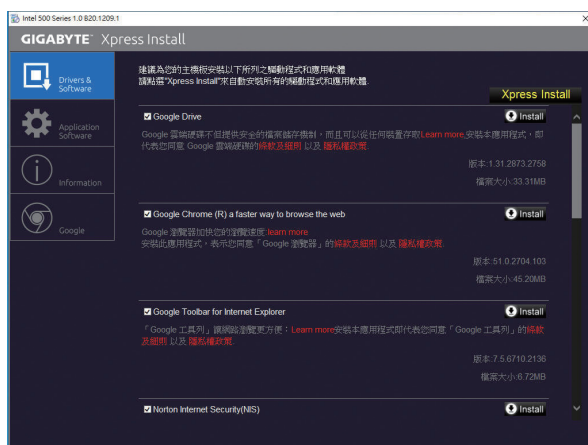 Intel 500 Series 1.0 B20.1209.1
GIGABYTE™ Xpress Install
Drivers & Software
Application Software
Information
Google
建議為您的主機板安裝以下所列之驅動程式和應用軟體
請點選"Xpress Install"來自動安裝所有的驅動程式和應用軟體.
Xpress Install
Google Drive
Install
Google 雲端硬碟不但提供安全的檔案儲存機制，而且可以從任何裝置存取Learn more.安裝本應用程式，即
代表您同意 Google 雲端硬碟的條款及細則 以及 隱私權政策.
版本:1.31.2873.2758
檔案大小:33.31MB
Google Chrome (R) a faster way to browse the web
Install
Google 瀏覽器加快您的瀏覽速度:learn more
安裝此應用程式，表示您同意「Google 瀏覽器」的條款及細則 以及 隱私權政策.
版本:51.0.2704.103
檔案大小:45.20MB
Google Toolbar for Internet Explorer
Install
「Google 工具列」讓網路瀏覽更方便：Learn more安裝本應用程式即代表您同意「Google 工具列」的條款
及細則 以及 隱私權政策.
版本:7.5.6710.2136
檔案大小:6.72MB
Norton Internet Security(NIS)
Install